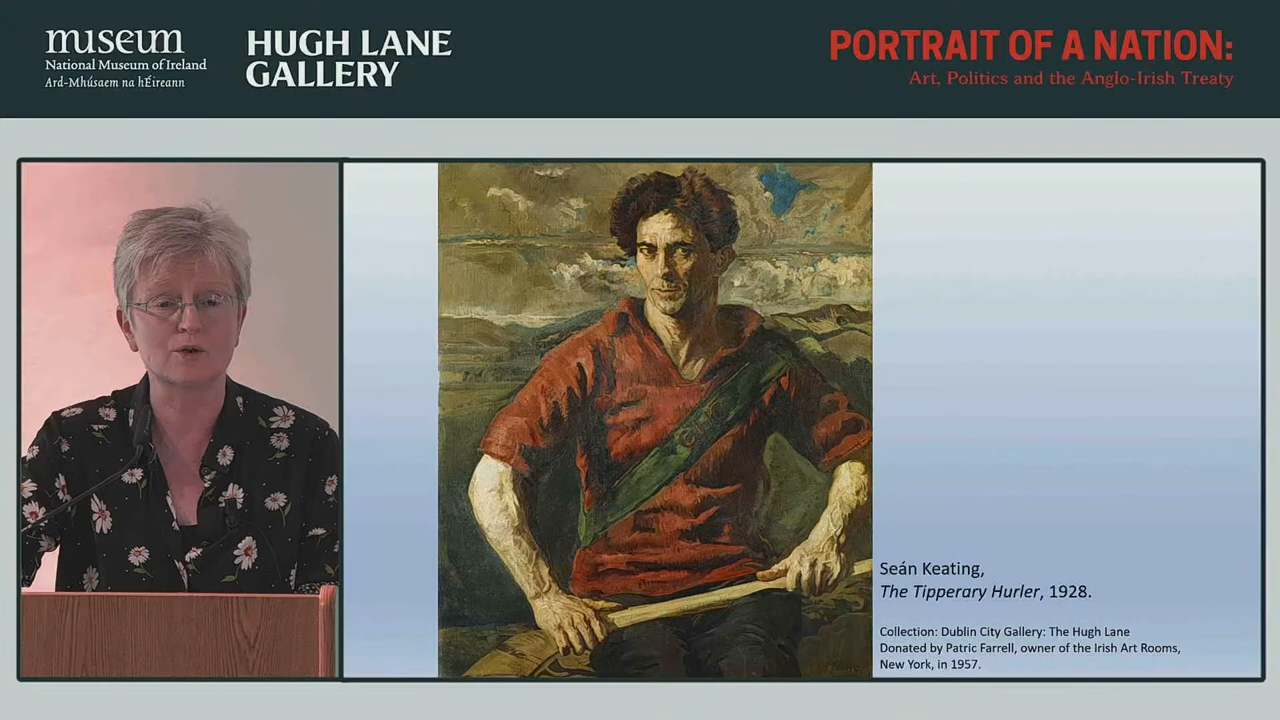 museum
National Museum of Ireland
Ard-Mhúsaem na hÉireann
HUGH LANE
GALLERY
PORTRAIT OF A NATION:
Art, Politics and the Anglo-Irish Treaty
Seán Keating,
The Tipperary Hurler, 1928.
Collection: Dublin City Gallery: The Hugh Lane
Donated by Patric Farrell, owner of the Irish Art Rooms,
New York, in 1957.